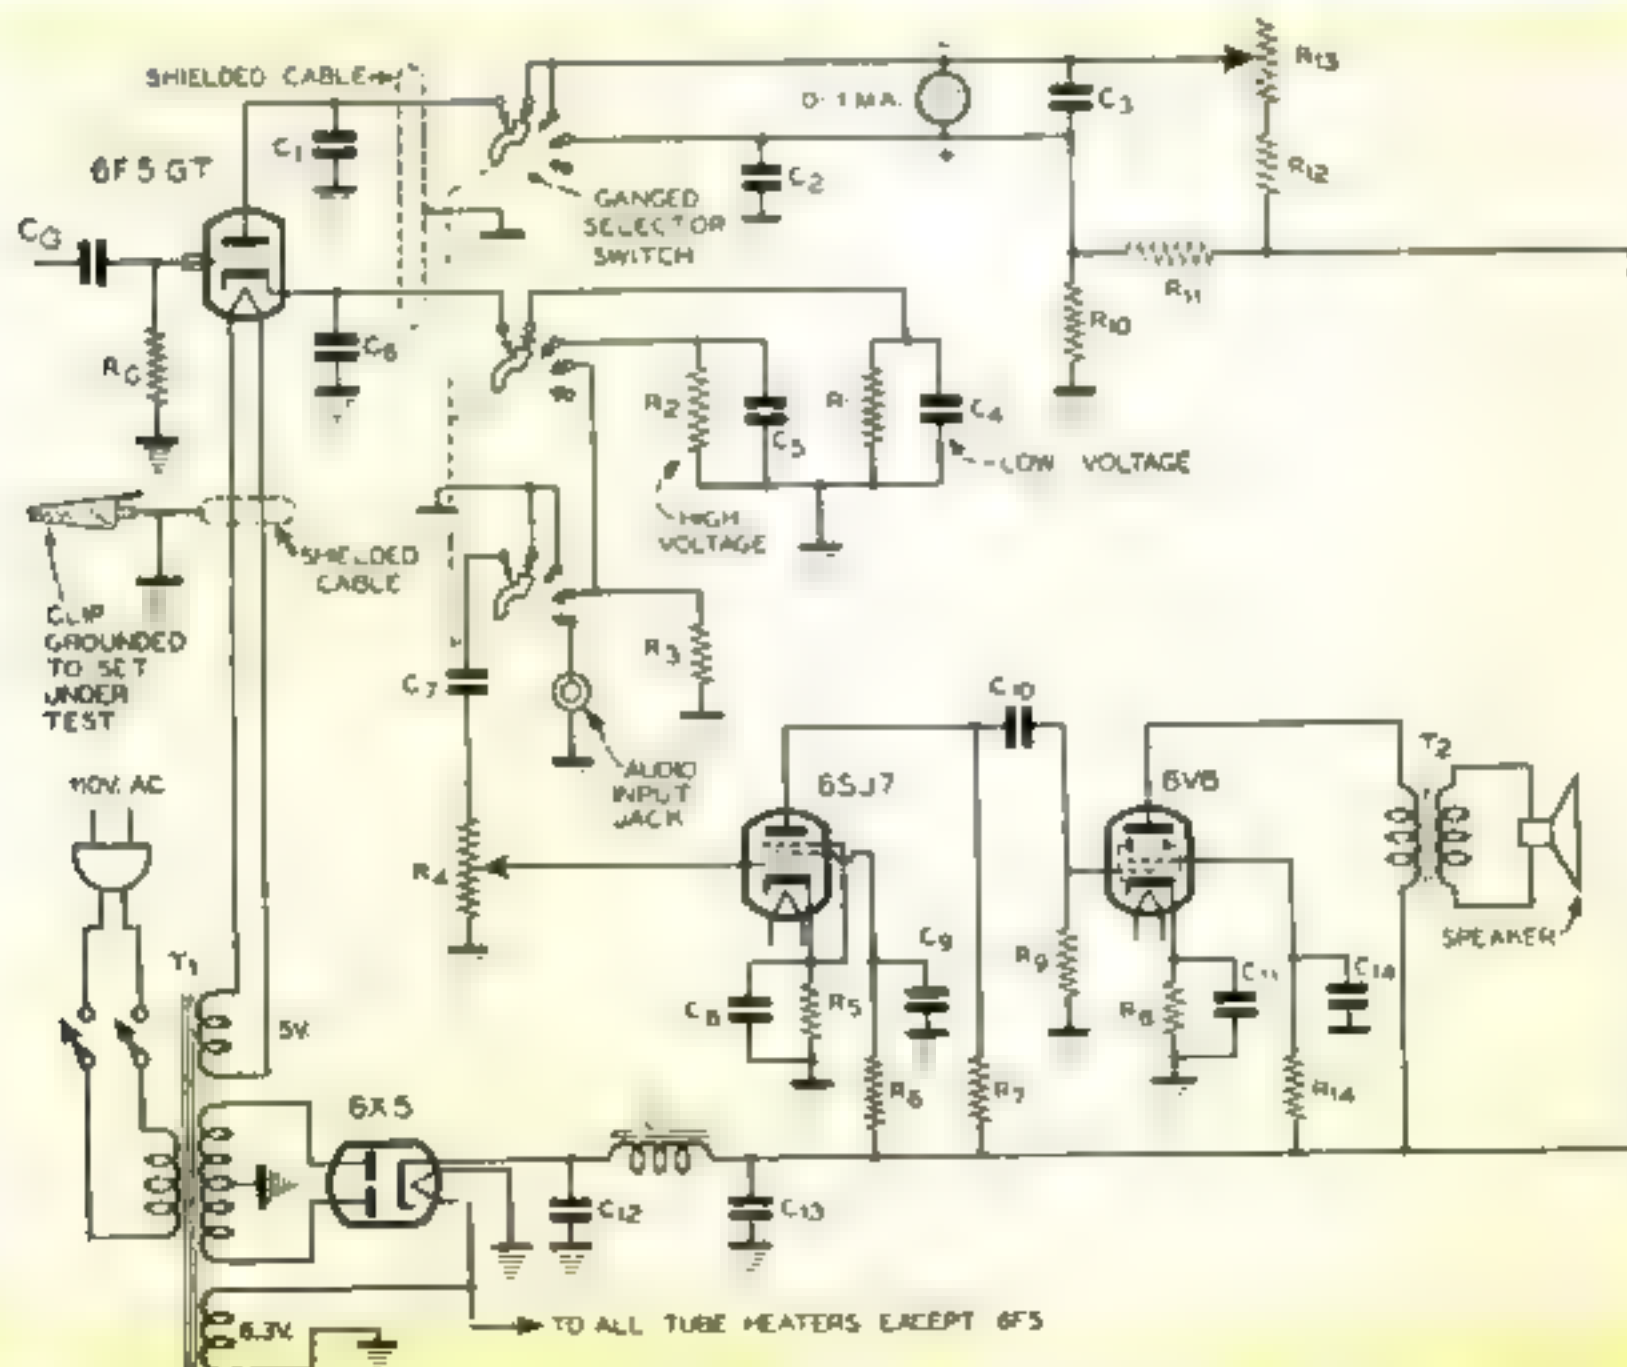 SHIELDED CABLE
0-1 MA.
C3
R13
C1
6F5GT
C2
R12
GANGED
SELECTOR
SWITCH
CG
R11
R10
C6
RG
R2
C5
R
C4
LOW VOLTAGE
HIGH
VOLTAGE
SHIELDED
CABLE
CLIP
GROUNDED
TO SET
UNDER
TEST
R3
C7
C10
AUDIO
INPUT
JACK
110V. AC
6SJ7
6V6
T2
R4
SPEAKER
T1
C9
R9
C11
C14
C8
R5
R8
5V.
R6
R7
R14
6X5
C12
C13
6.3V.
TO ALL TUBE HEATERS EXCEPT 6F5